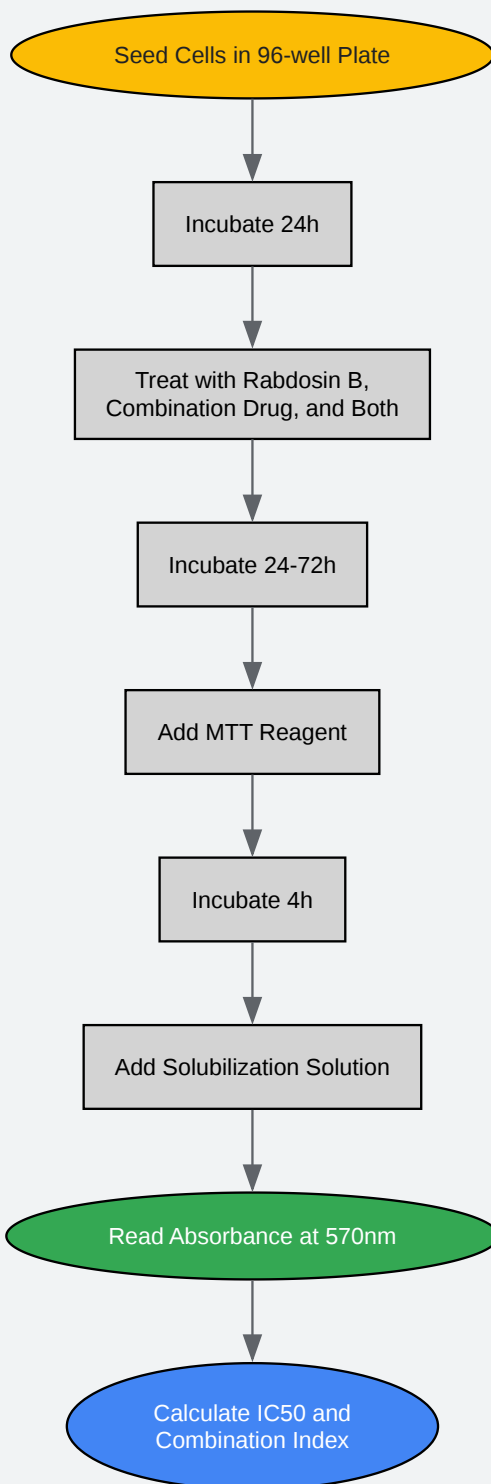 Seed Cells in 96-well Plate
Incubate 24h
Treat with Rabdosin B,
Combination Drug, and Both
Incubate 24-72h
Add MTT Reagent
Incubate 4h
Add Solubilization Solution
Read Absorbance at 570nm
Calculate IC50 and
Combination Index